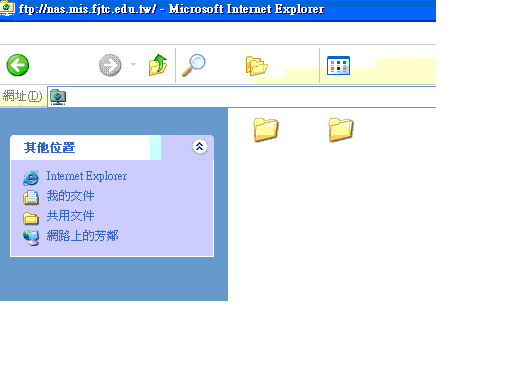 ftp://nas.mis.fjtc.edu.tw/ - Microsoft Internet Explorer
網址(D)
其他位置
Internet Explorer
我的文件
共用文件
網路上的芳鄰